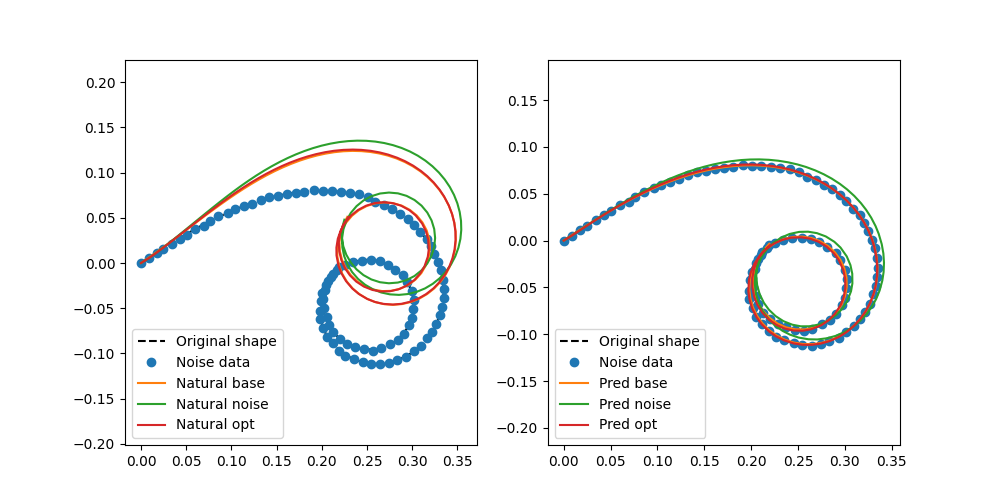 0.20
0.15
0.10
0.05
0.00
−0.05
−0.10
−0.15
−0.20
0.00 0.05 0.10 0.15 0.20 0.25 0.30 0.35
Original shape
Noise data
Natural base
Natural noise
Natural opt
0.15
0.10
0.05
0.00
−0.05
−0.10
−0.15
−0.20
0.00 0.05 0.10 0.15 0.20 0.25 0.30 0.35
Original shape
Noise data
Pred base
Pred noise
Pred opt